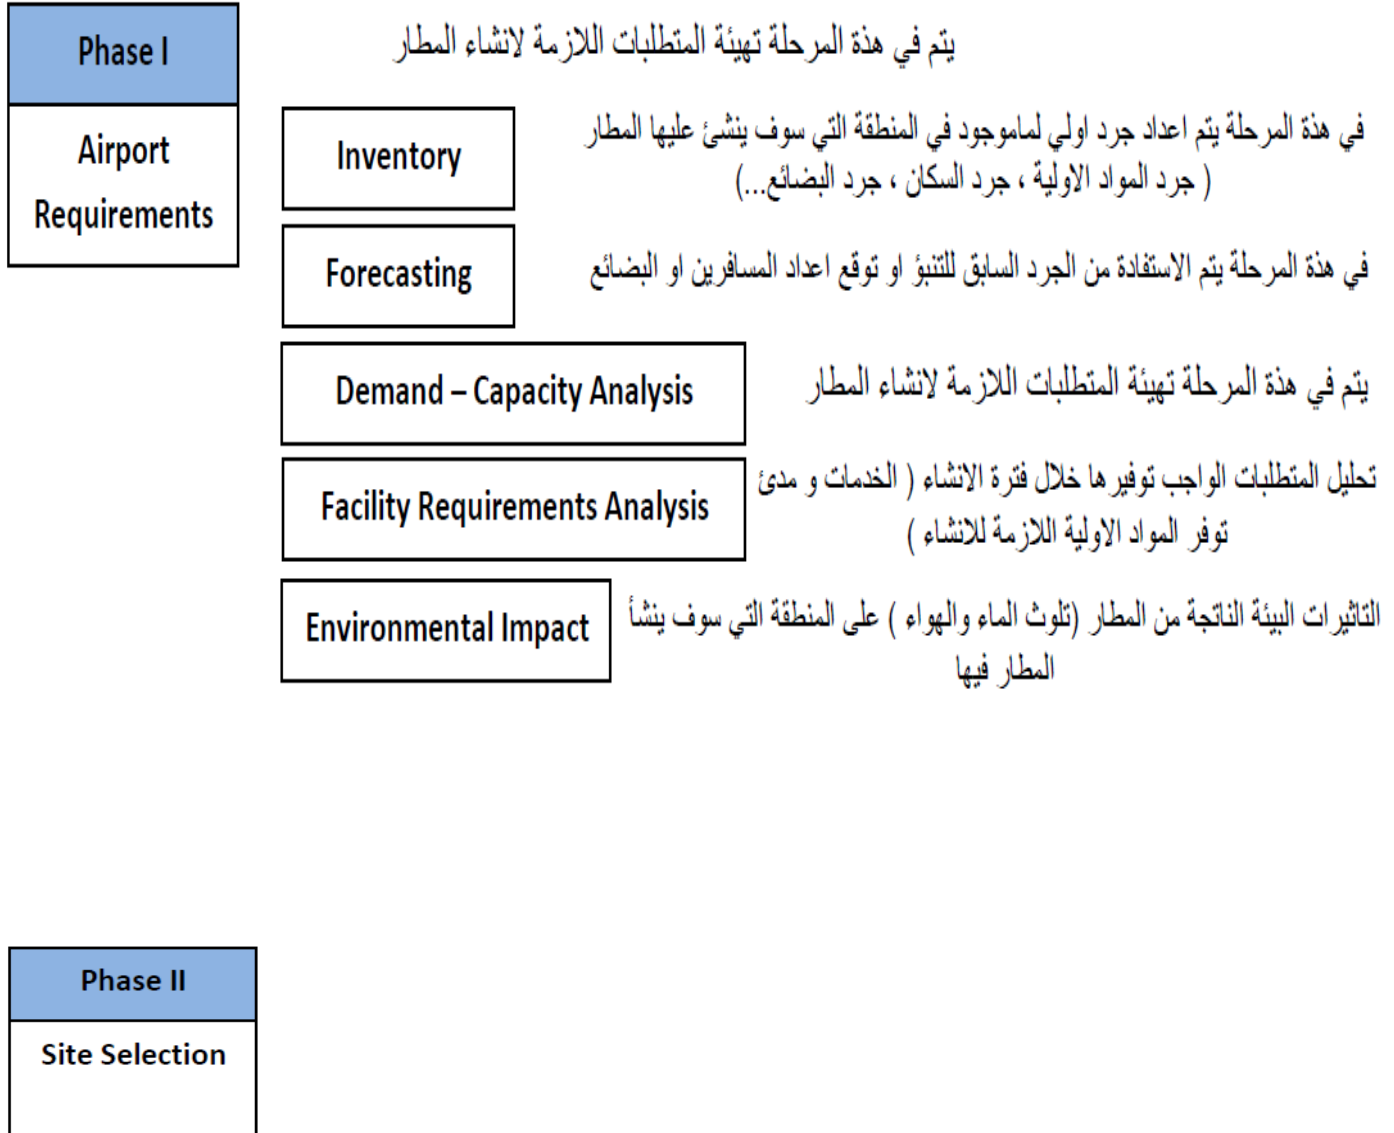 Phase I
يتم في هذة المرحلة تهيئة المتطلبات اللازمة لانشاء المطار
Airport
Requirements
Inventory
في هذة المرحلة يتم اعداد جرد اولي لماموجود في المنطقة التي سوف ينشئ عليها المطار
( جرد المواد الاولية ، جرد السكان ، جرد البضائع...)
Forecasting
في هذة المرحلة يتم الاستفادة من الجرد السابق للتنبؤ او توقع اعداد المسافرين او البضائع
Demand – Capacity Analysis
يتم في هذة المرحلة تهيئة المتطلبات اللازمة لانشاء المطار
Facility Requirements Analysis
تحليل المتطلبات الواجب توفيرها خلال فترة الانشاء ( الخدمات و مدئ
توفر المواد الاولية اللازمة للانشاء )
Environmental Impact
التاثيرات البيئة الناتجة من المطار (تلوث الماء والهواء ) على المنطقة التي سوف ينشأ
المطار فيها
Phase II
Site Selection